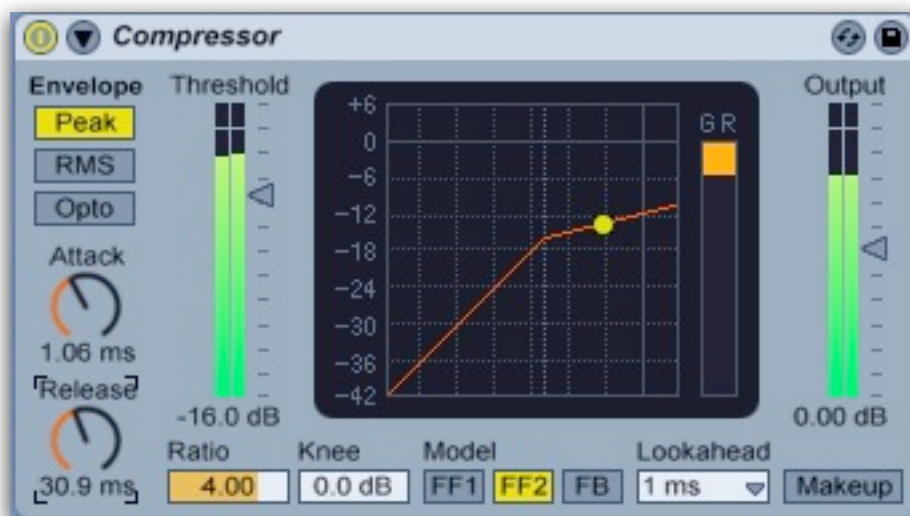 Compressor
Envelope
Threshold
Output
Peak
RMS
Opto
+6
0
-6
-12
-18
-24
-30
-36
-42
GR
Attack
1.06 ms
Release
30.9 ms
-16.0 dB
0.00 dB
Ratio
Knee
Model
Lookahead
4.00
0.0 dB
FF1
FF2
FB
1 ms
Makeup